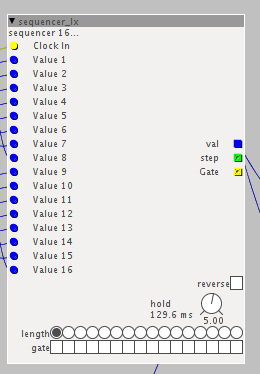 sequencer_lx
sequencer 16...
Clock In
Value 1
Value 2
Value 3
Value 4
Value 5
Value 6
Value 7
val
Value 8
step
Value 9
Gate
Value 10
Value 11
Value 12
Value 13
Value 14
Value 15
Value 16
reverse
hold
129.6 ms
5.00
length
gate